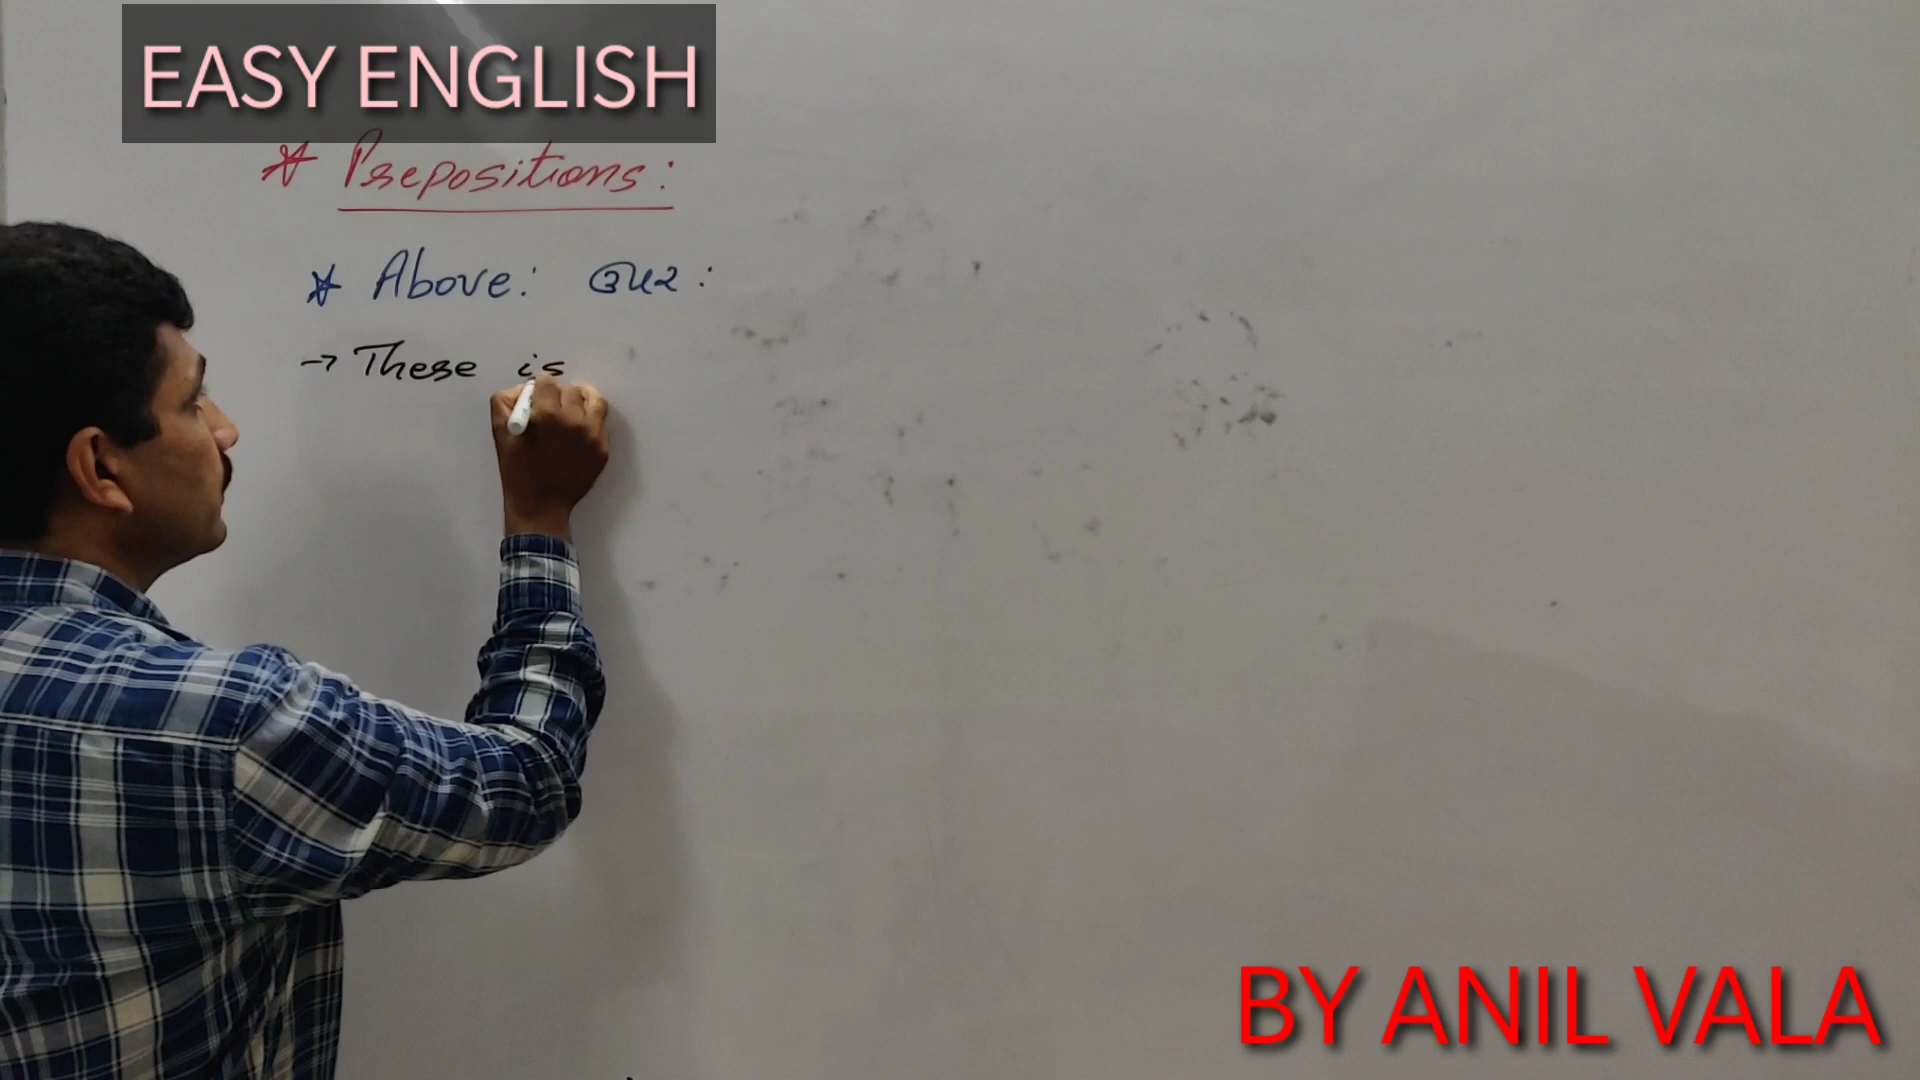 EASY ENGLISH
* Prepositions:
* Above: ઉપર :
→ There is
BY ANIL VALA